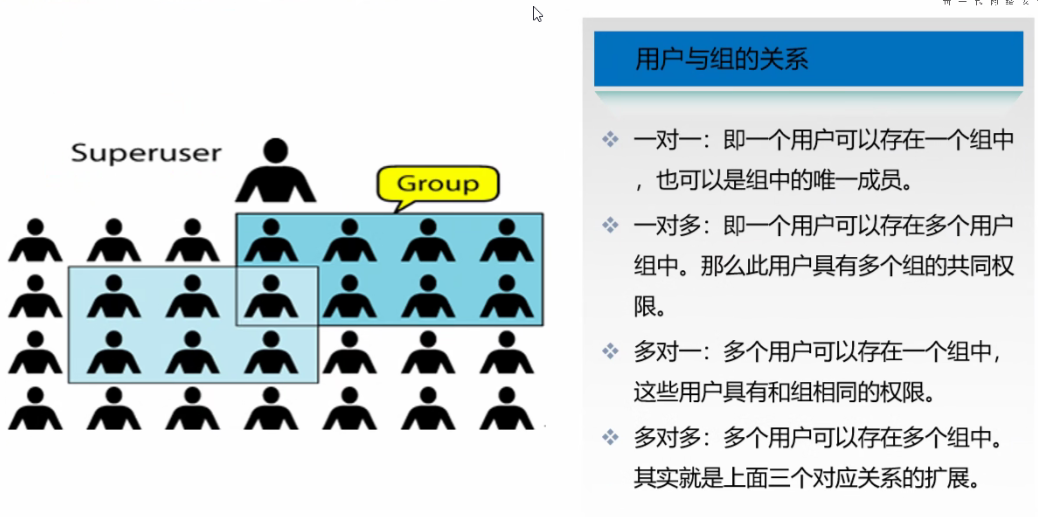 Superuser
Group
用户与组的关系
一对一：即一个用户可以存在一个组中
，也可以是组中的唯一成员。
一对多：即一个用户可以存在多个用户
组中。那么此用户具有多个组的共同权
限。
多对一：多个用户可以存在一个组中，
这些用户具有和组相同的权限。
多对多：多个用户可以存在多个组中。
其实就是上面三个对应关系的扩展。